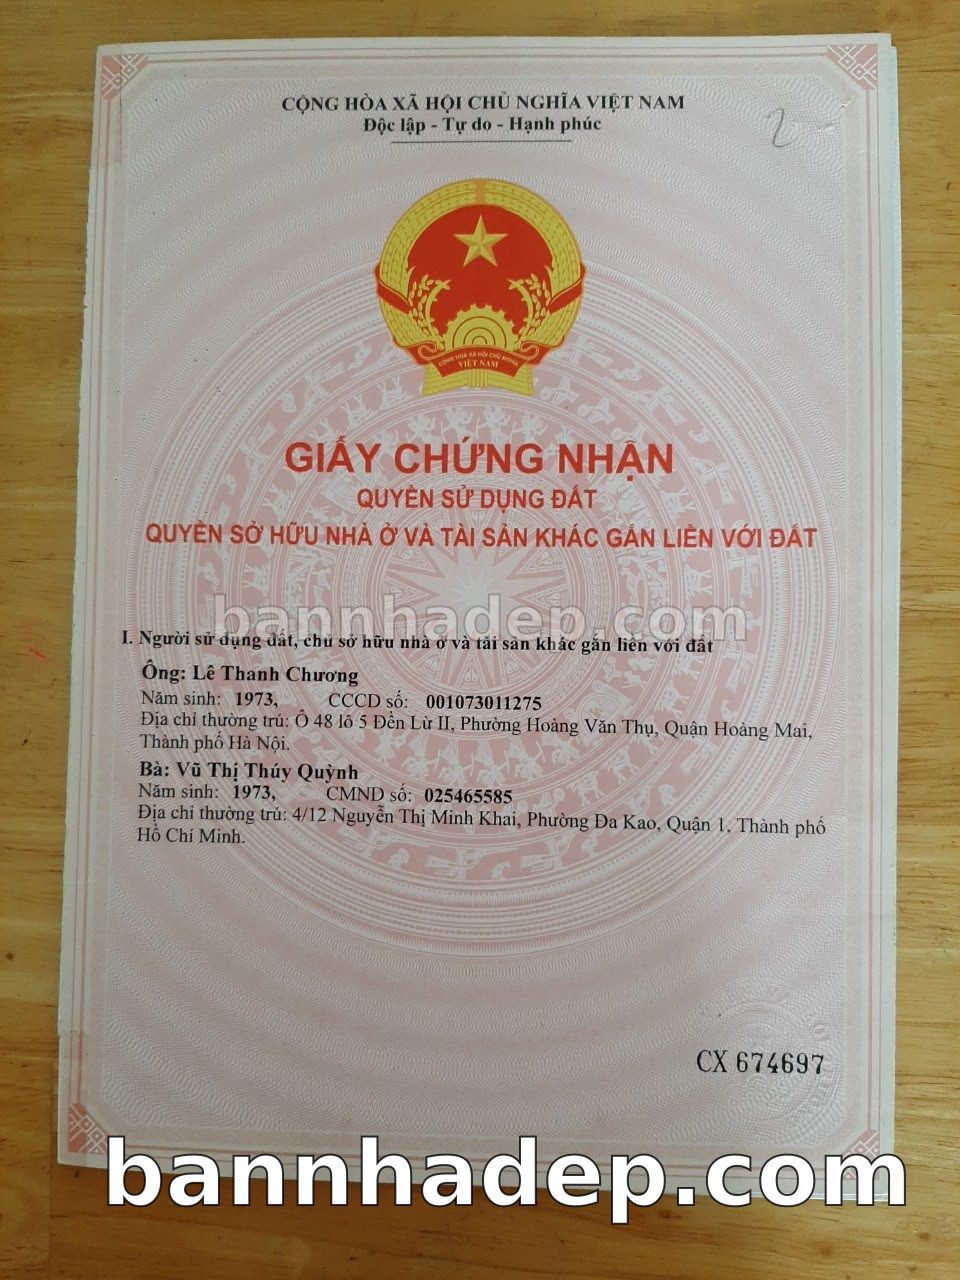 CỘNG HÒA XÃ HỘI CHỦ NGHĨA VIỆT NAM
Độc lập - Tự do - Hạnh phúc
2
CỘNG HOÀ XÃ HỘI CHỦ NGHĨA
VIỆT NAM
GIẤY CHỨNG NHẬN
QUYỀN SỬ DỤNG ĐẤT
QUYỀN SỞ HỮU NHÀ Ở VÀ TÀI SẢN KHÁC GẮN LIỀN VỚI ĐẤT
bannhadep.com
I. Người sử dụng đất, chủ sở hữu nhà ở và tài sản khác gắn liền với đất
Ông: Lê Thanh Chương
Năm sinh: 1973, CCCD số: 001073011275
Địa chỉ thường trú: Ô 48 lô 5 Đền Lừ II, Phường Hoàng Văn Thụ, Quận Hoàng Mai,
Thành phố Hà Nội.
Bà: Vũ Thị Thúy Quỳnh
Năm sinh: 1973, CMND số: 025465585
Địa chỉ thường trú: 4/12 Nguyễn Thị Minh Khai, Phường Đa Kao, Quận 1, Thành phố
Hồ Chí Minh.
CX 674697
bannhadep.com